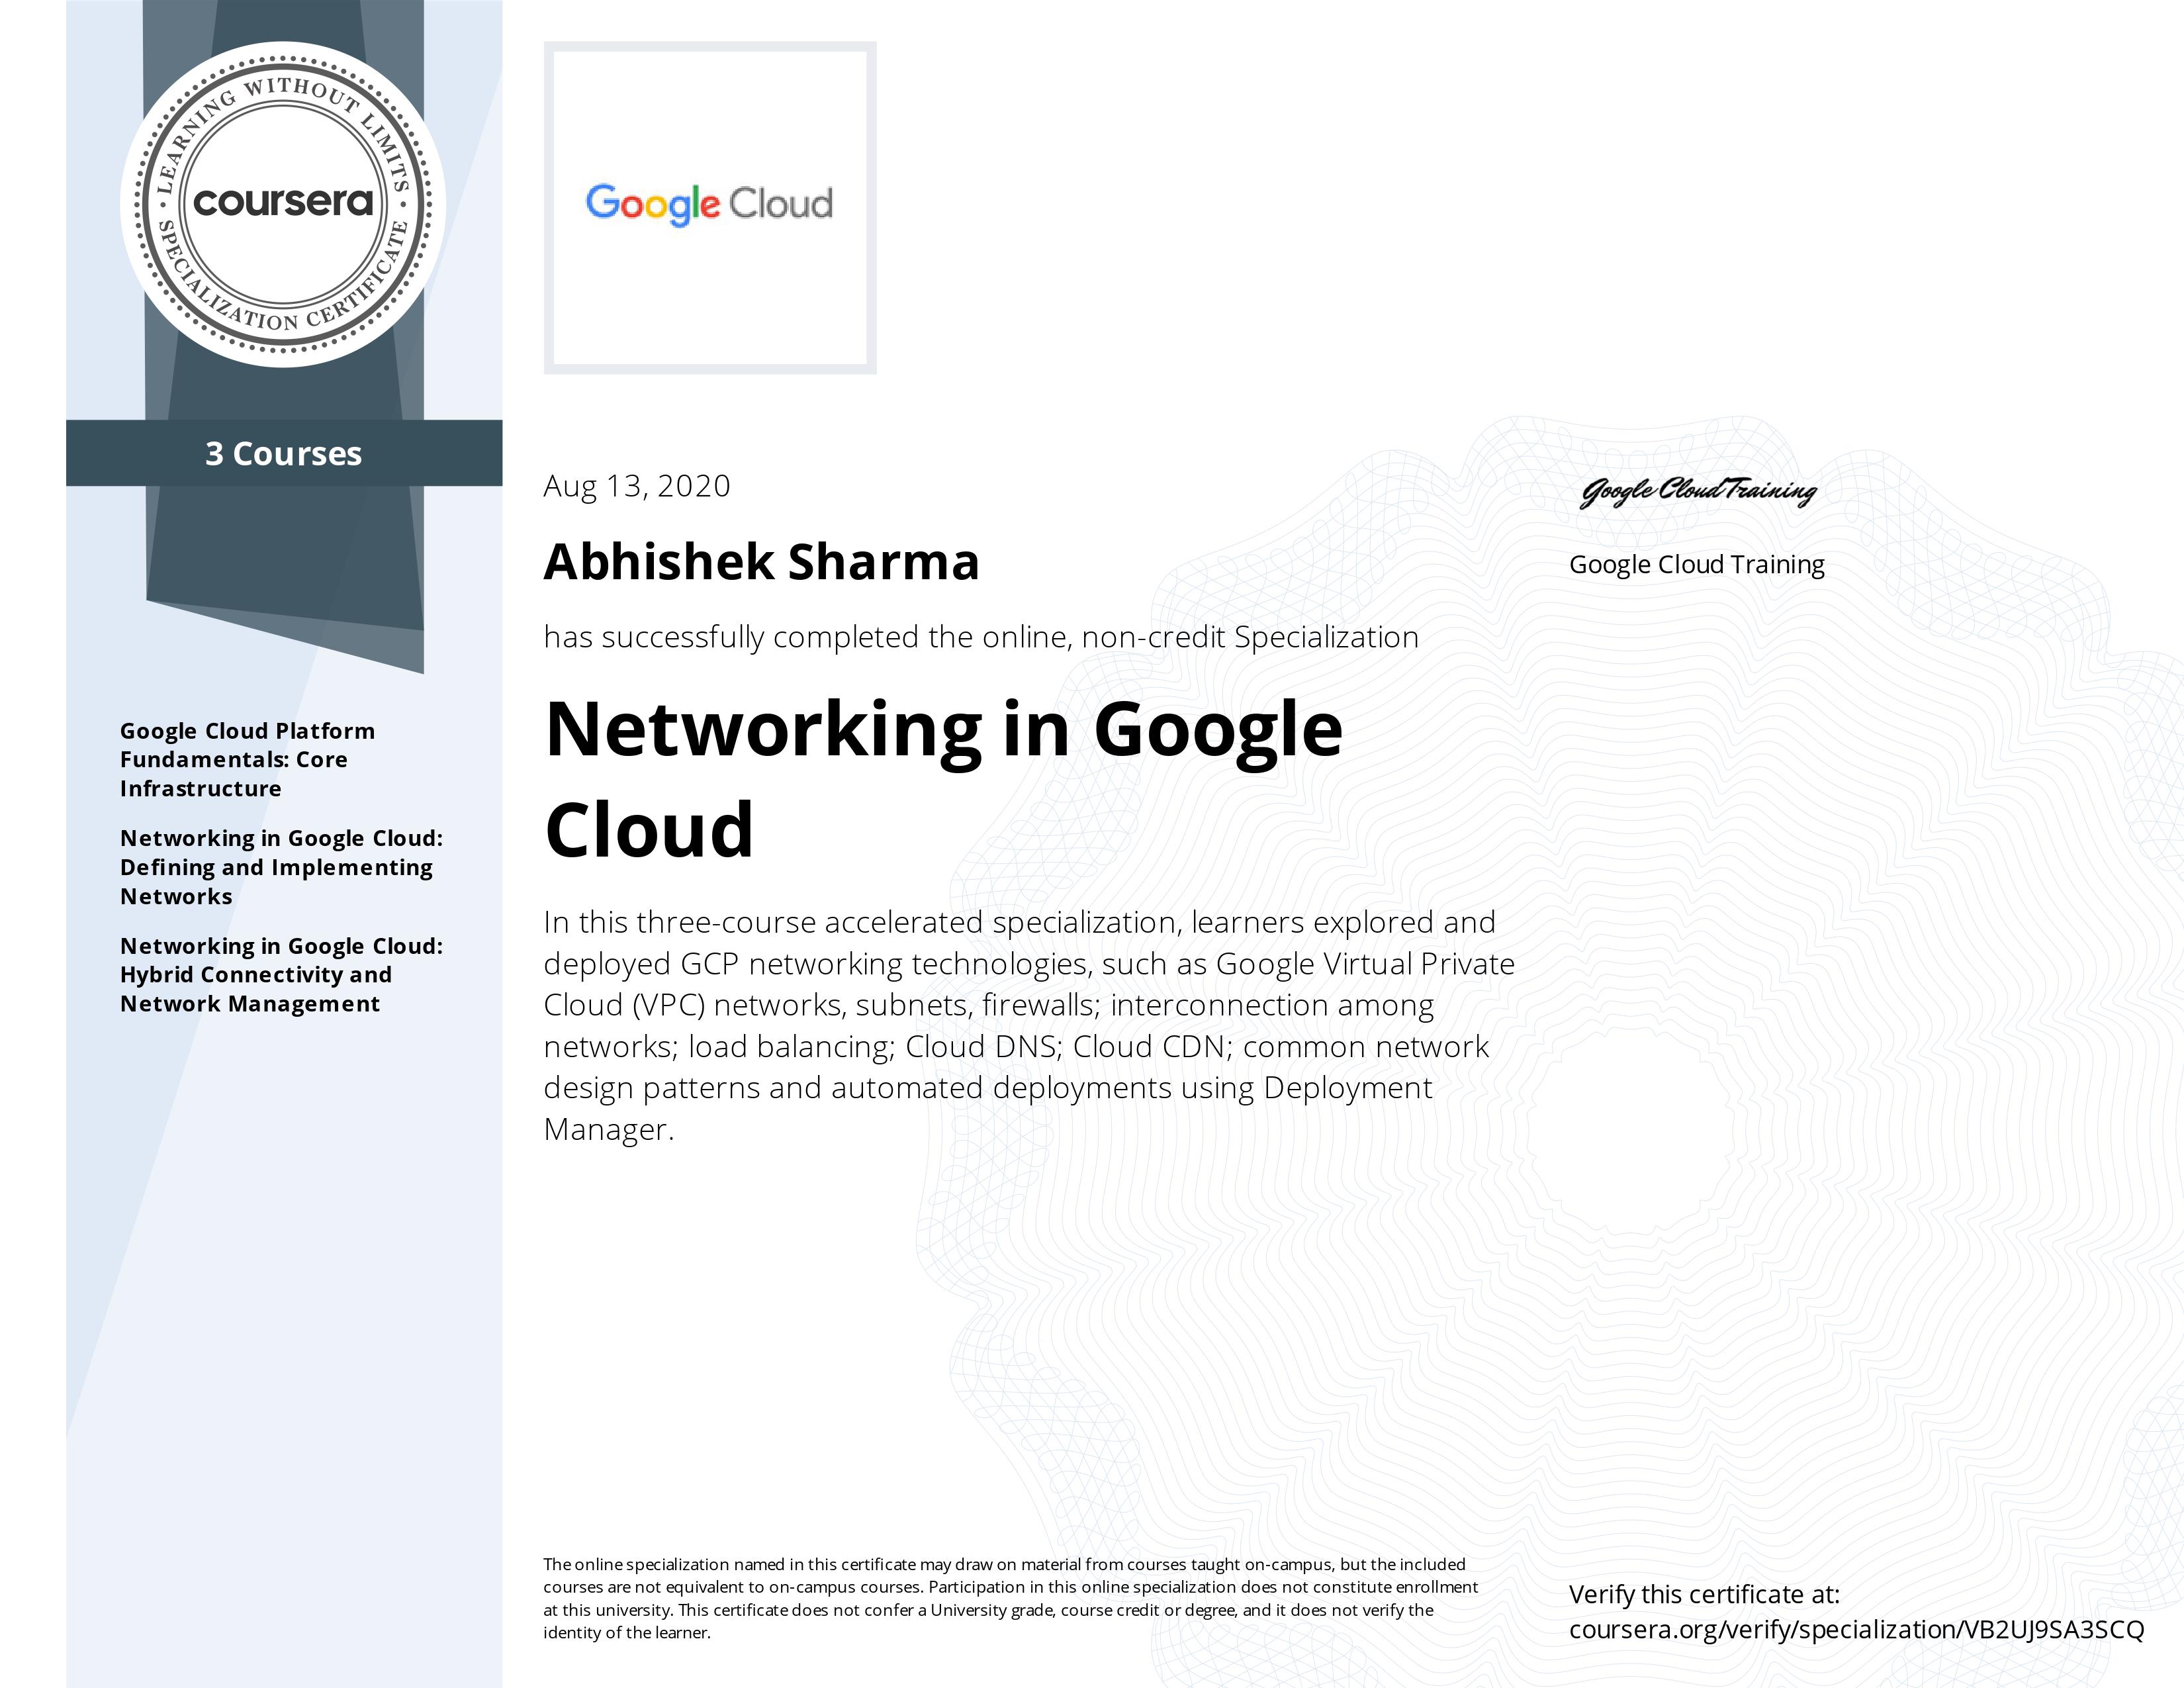 LEARNING WITHOUT LIMITS
coursera
SPECIALIZATION CERTIFICATE
3 Courses
Google Cloud Platform
Fundamentals: Core
Infrastructure
Networking in Google Cloud:
Defining and Implementing
Networks
Networking in Google Cloud:
Hybrid Connectivity and
Network Management
Google Cloud
Aug 13, 2020
Abhishek Sharma
has successfully completed the online, non-credit Specialization
Networking in Google
Cloud
In this three-course accelerated specialization, learners explored and
deployed GCP networking technologies, such as Google Virtual Private
Cloud (VPC) networks, subnets, firewalls; interconnection among
networks; load balancing; Cloud DNS; Cloud CDN; common network
design patterns and automated deployments using Deployment
Manager.
Google Cloud Training
Google Cloud Training
The online specialization named in this certificate may draw on material from courses taught on-campus, but the included
courses are not equivalent to on-campus courses. Participation in this online specialization does not constitute enrollment
at this university. This certificate does not confer a University grade, course credit or degree, and it does not verify the
identity of the learner.
Verify this certificate at:
coursera.org/verify/specialization/VB2UJ9SA3SCQ